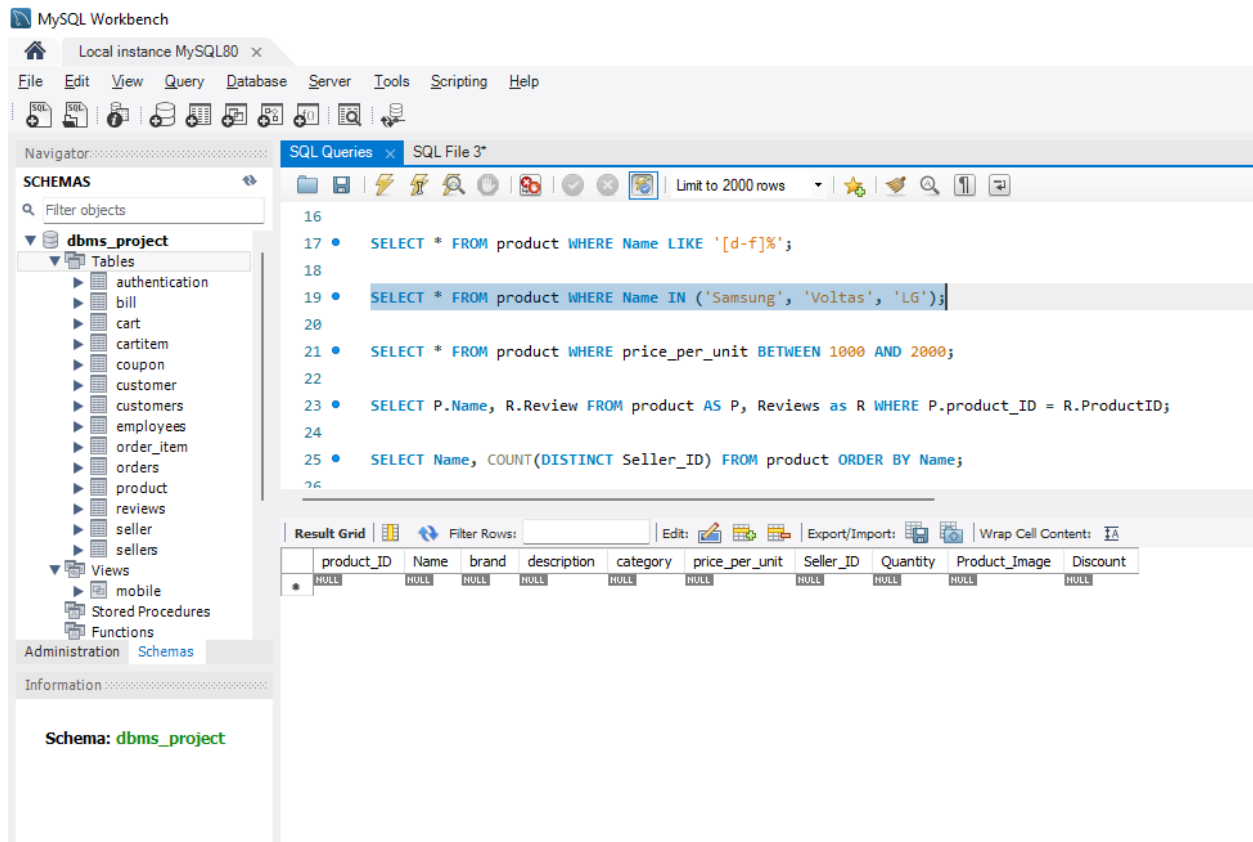 MySQL Workbench
Local instance MySQL80
File Edit View Query Database Server Tools Scripting Help
Navigator
SCHEMAS
Filter objects
dbms_project
Tables
authentication
bill
cart
cartitem
coupon
customer
customers
employees
order_item
orders
product
reviews
seller
sellers
Views
mobile
Stored Procedures
Functions
Administration Schemas
Information
Schema: dbms_project
SQL Queries SQL File 3*
Limit to 2000 rows
16
17 SELECT * FROM product WHERE Name LIKE '[d-f]%';
18
19 SELECT * FROM product WHERE Name IN ('Samsung', 'Voltas', 'LG');
20
21 SELECT * FROM product WHERE price_per_unit BETWEEN 1000 AND 2000;
22
23 SELECT P.Name, R.Review FROM product AS P, Reviews as R WHERE P.product_ID = R.ProductID;
24
25 SELECT Name, COUNT(DISTINCT Seller_ID) FROM product ORDER BY Name;
26
Result Grid Filter Rows: Edit: Export/Import: Wrap Cell Content:
product_ID Name brand description category price_per_unit Seller_ID Quantity Product_Image Discount
NULL NULL NULL NULL NULL NULL NULL NULL NULL NULL